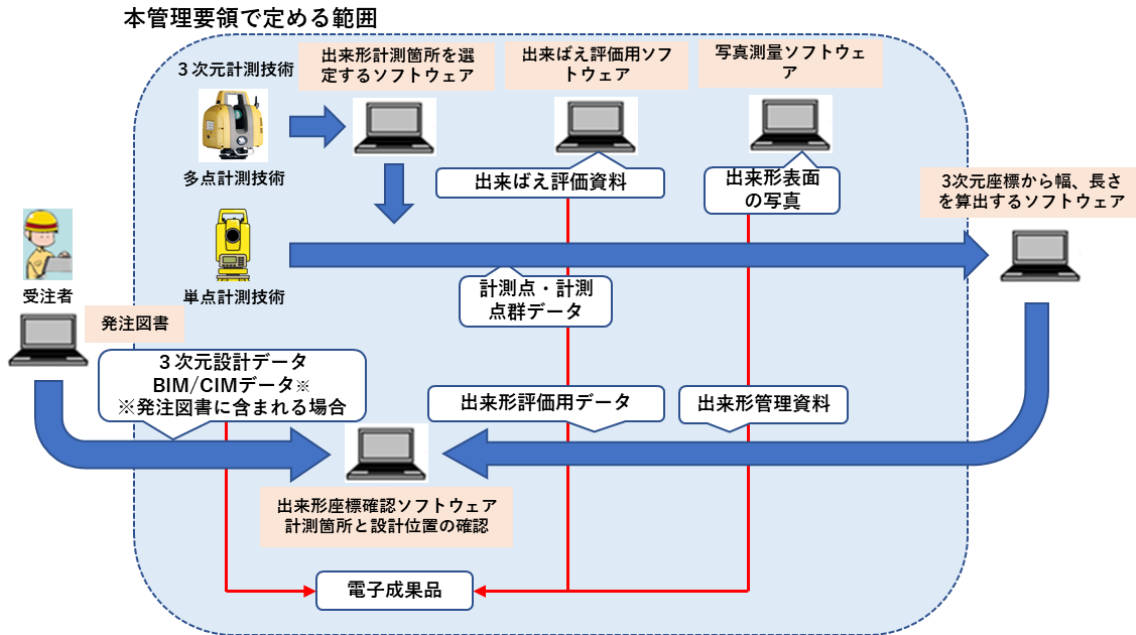 本管理要領で定める範囲
３次元計測技術
出来形計測箇所を選
定するソフトウェア
出来ばえ評価用ソフ
トウェア
写真測量ソフトウェ
ア
多点計測技術
出来ばえ評価資料
出来形表面
の写真
3次元座標から幅、長さ
を算出するソフトウェア
受注者
単点計測技術
計測点・計測
点群データ
発注図書
３次元設計データ
BIM/CIMデータ※
※発注図書に含まれる場合
出来形評価用データ
出来形管理資料
出来形座標確認ソフトウェア
計測箇所と設計位置の確認
電子成果品